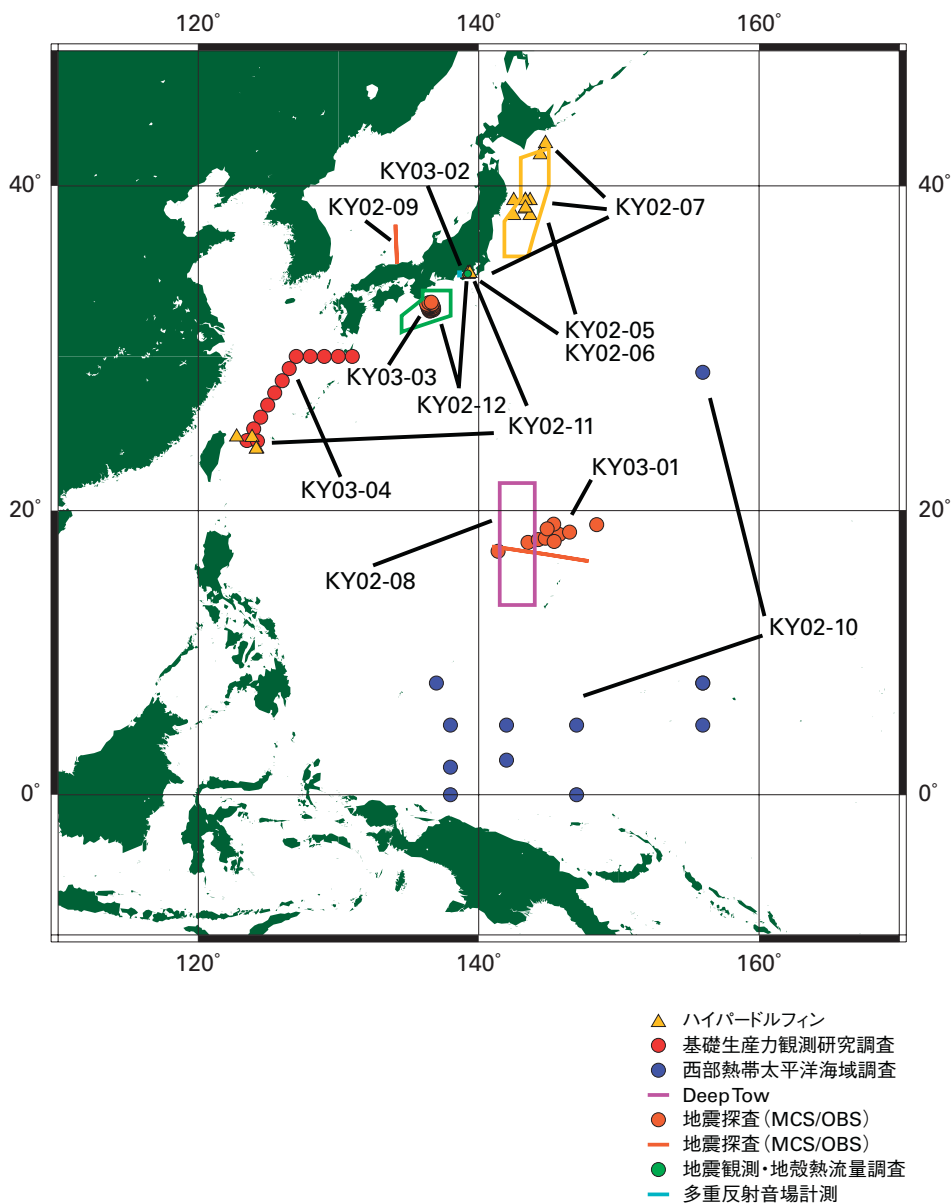 120°
140°
160°
40°
40°
KY03-02
KY02-09
KY02-07
KY02-05
KY02-06
KY03-03
KY02-12
KY02-11
KY03-04
KY03-01
20°
20°
KY02-08
KY02-10
0°
0°
120°
140°
160°
ハイパードルフィン
基礎生産力観測研究調査
西部熱帯太平洋海域調査
Deep Tow
地震探査（MCS/OBS）
地震探査（MCS/OBS）
地震観測・地殻熱流量調査
多重反射音場計測